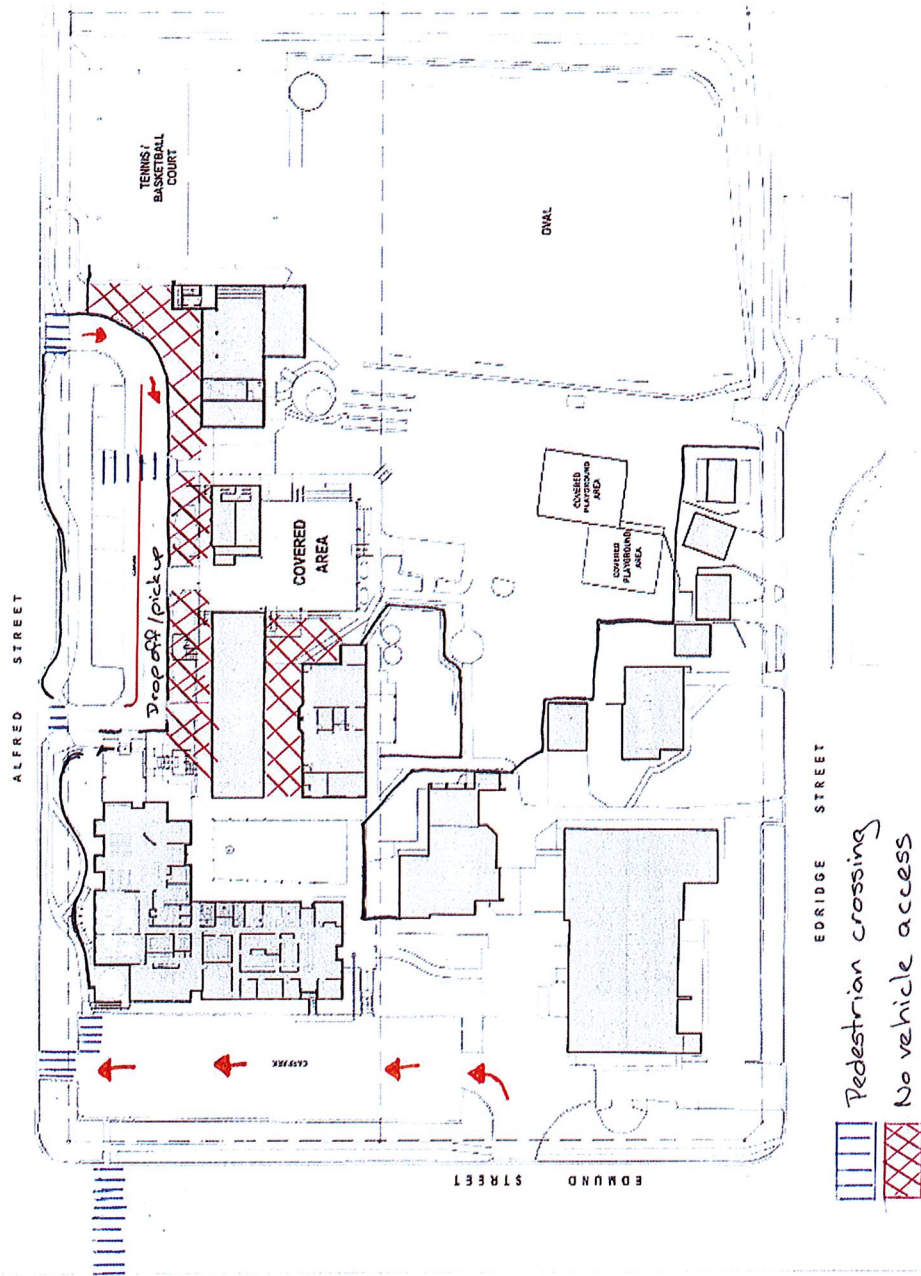 ALFRED STREET
TENNIS /
BASKETBALL
COURT
Drop off / pick up
COVERED
AREA
OVAL
COVERED
PLAYGROUND
AREA
COVERED
PLAYGROUND
AREA
CARPARK
EDMUND STREET
EDRIDGE STREET
Pedestrian crossing
No vehicle access